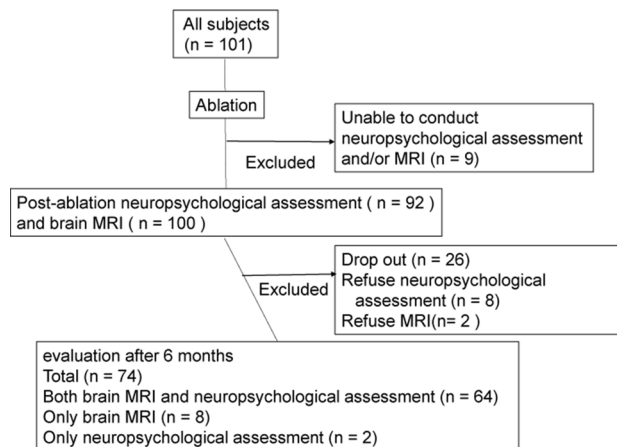 All subjects
(n = 101)
Ablation
Unable to conduct
neuropsychological assessment
and/or MRI (n = 9)
Excluded
Post-ablation neuropsychological assessment ( n = 92 )
and brain MRI ( n = 100 )
Drop out (n = 26)
Refuse neuropsychological
assessment (n = 8)
Refuse MRI(n= 2 )
Excluded
evaluation after 6 months
Total (n = 74)
Both brain MRI and neuropsychological assessment (n = 64)
Only brain MRI (n = 8)
Only neuropsychological assessment (n = 2)